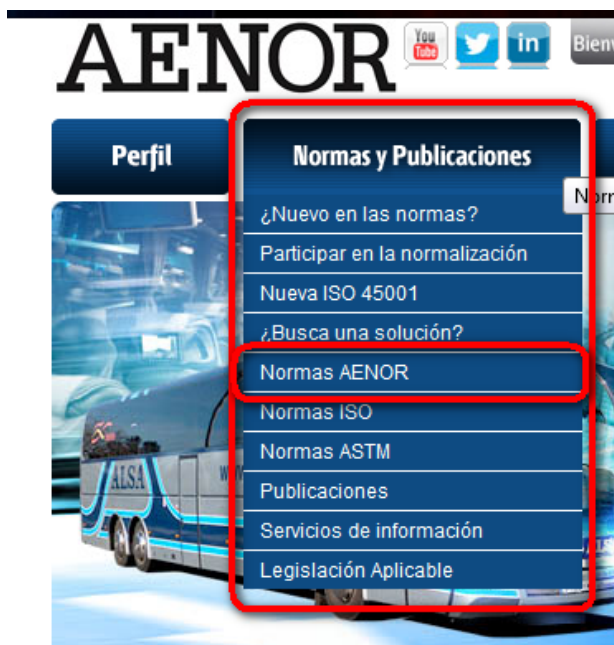 AENOR
You
Tube
in
Perfil
Normas y Publicaciones
¿Nuevo en las normas?
Participar en la normalización
Nueva ISO 45001
¿Busca una solución?
Normas AENOR
Normas ISO
Normas ASTM
Publicaciones
Servicios de información
Legislación Aplicable
ALSA